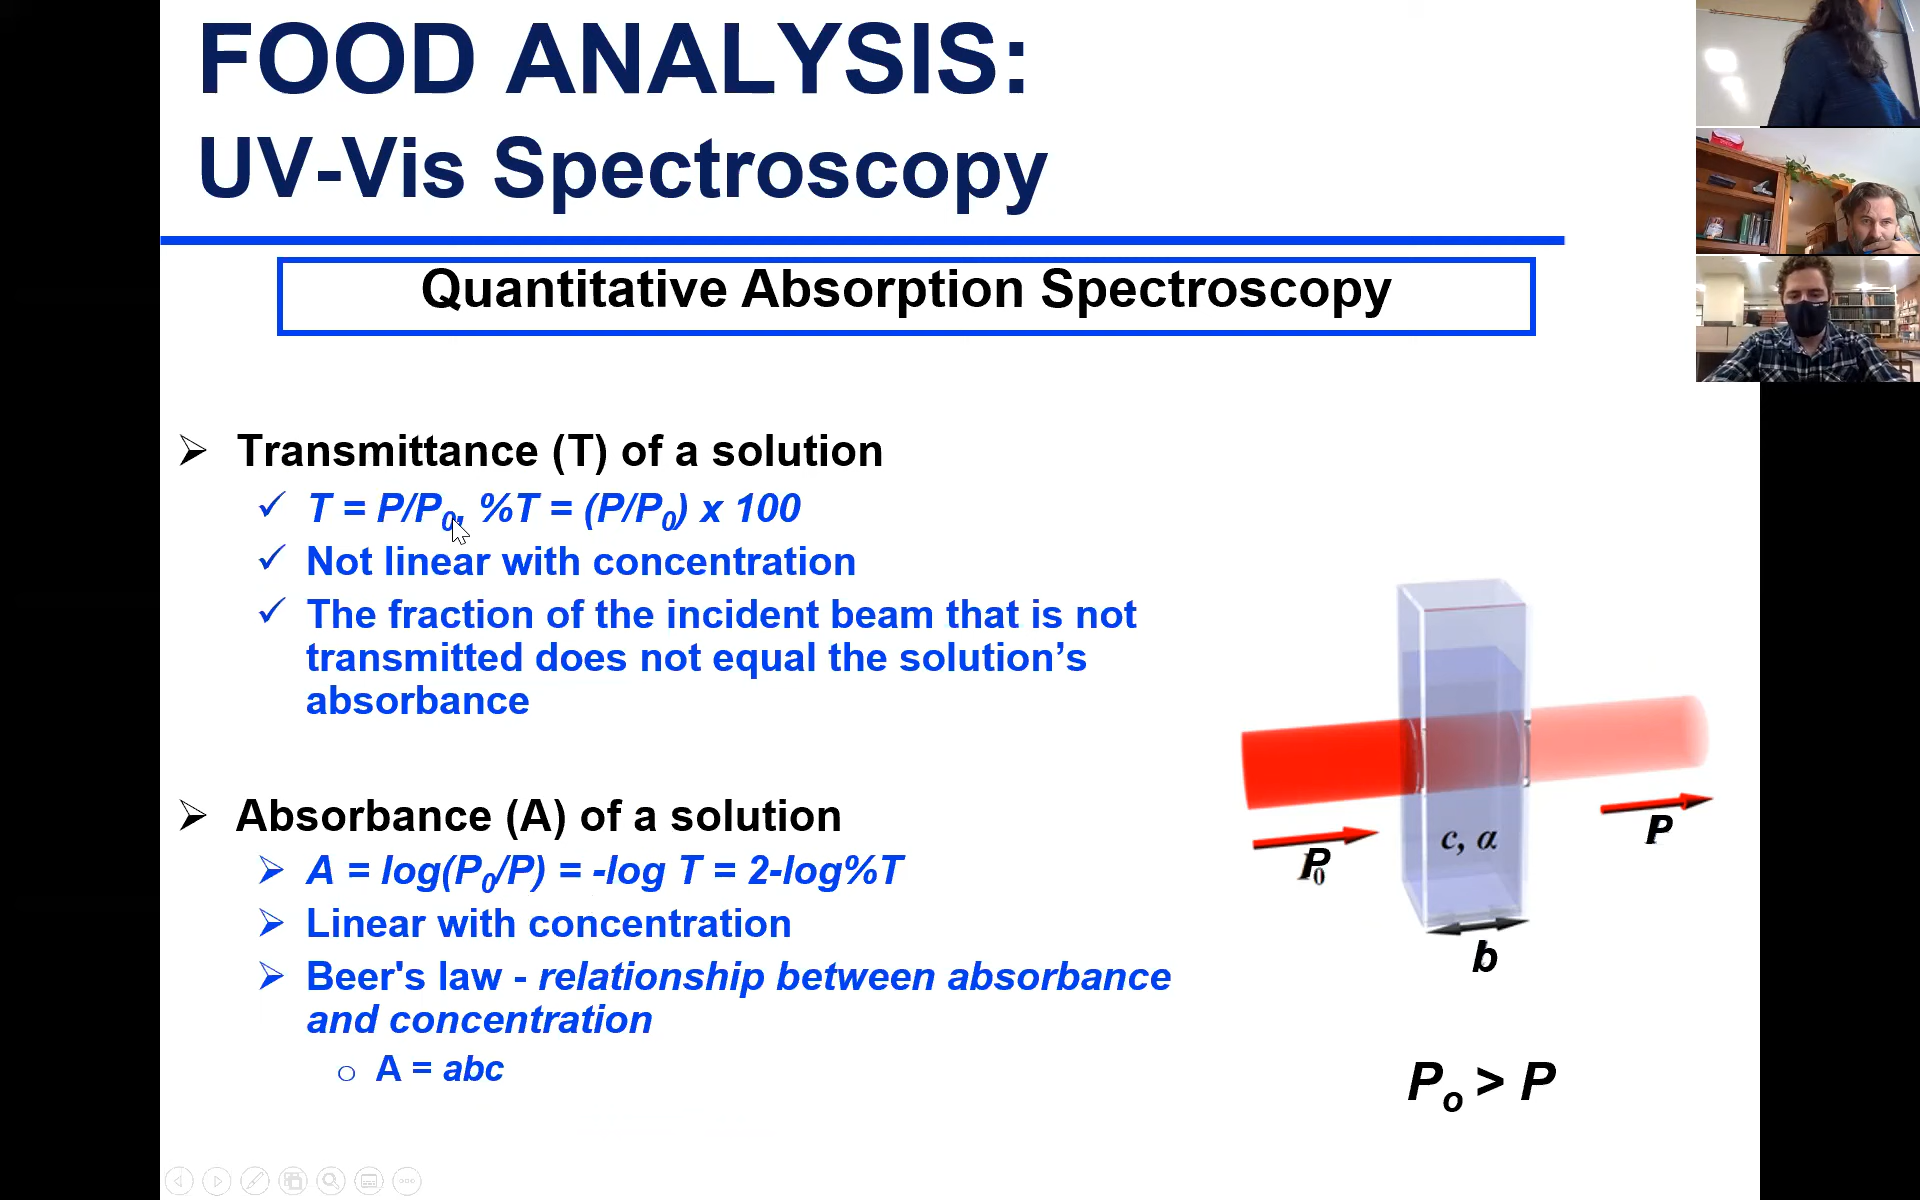 FOOD ANALYSIS:
UV-Vis Spectroscopy
Quantitative Absorption Spectroscopy
➢ Transmittance (T) of a solution
✓ T = P/P₀, %T = (P/P₀) x 100
✓ Not linear with concentration
✓ The fraction of the incident beam that is not
transmitted does not equal the solution’s
absorbance
➢ Absorbance (A) of a solution
➢ A = log(P₀/P) = -log T = 2-log%T
➢ Linear with concentration
➢ Beer's law - relationship between absorbance
and concentration
○ A = abc
P₀
c, α
P
b
Pₒ > P